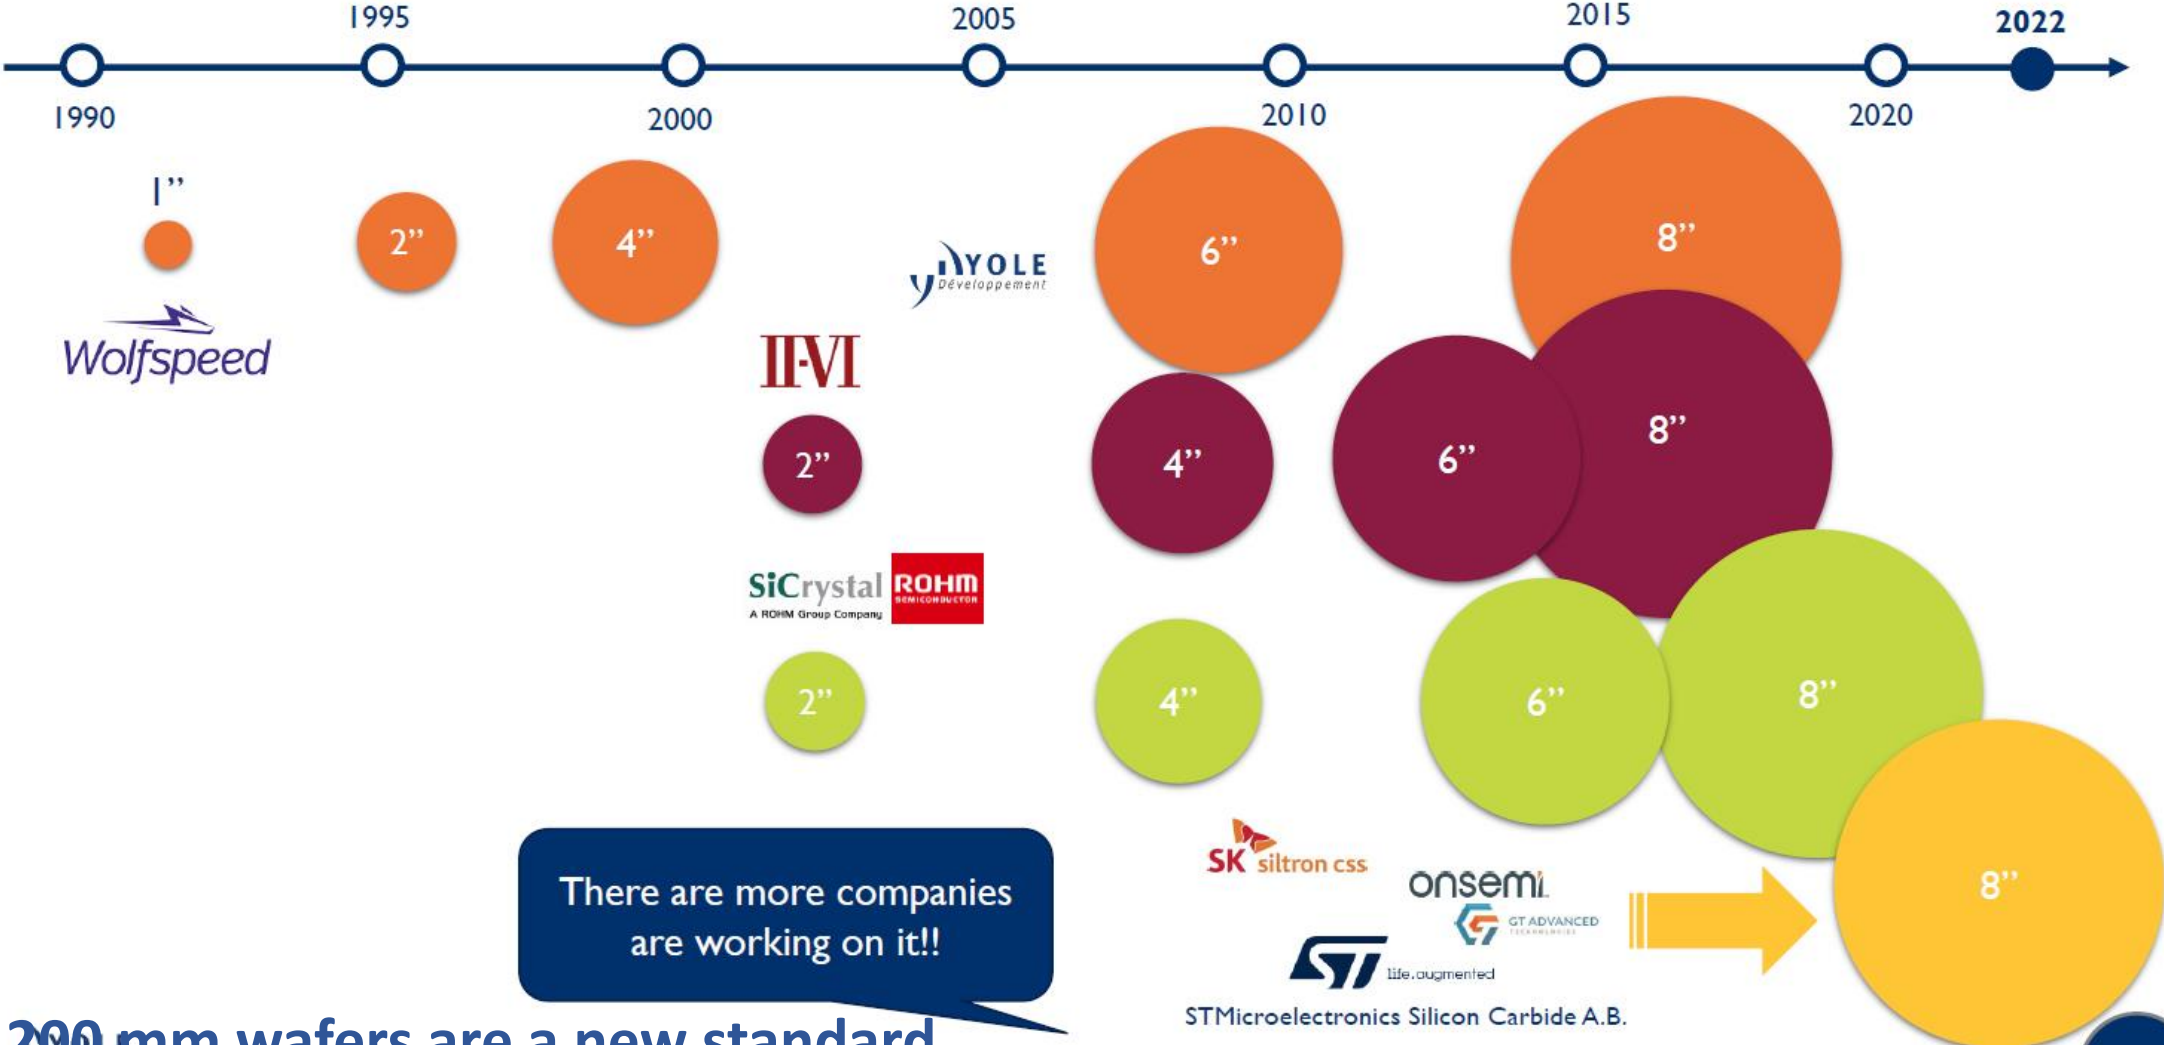 1995
2005
2015
2022
1990
2000
2010
2020
1”
2”
4”
6”
8”
YOLE
Développement
Wolfspeed
II-VI
2”
4”
6”
8”
SiCrystal
A ROHM Group Company
ROHM
SEMICONDUCTOR
2”
4”
6”
8”
SK siltron css
onsemi
GT ADVANCED
TECHNOLOGIES
8”
There are more companies
are working on it!!
ST
life.augmented
STMicroelectronics Silicon Carbide A.B.
200 mm wafers are a new standard